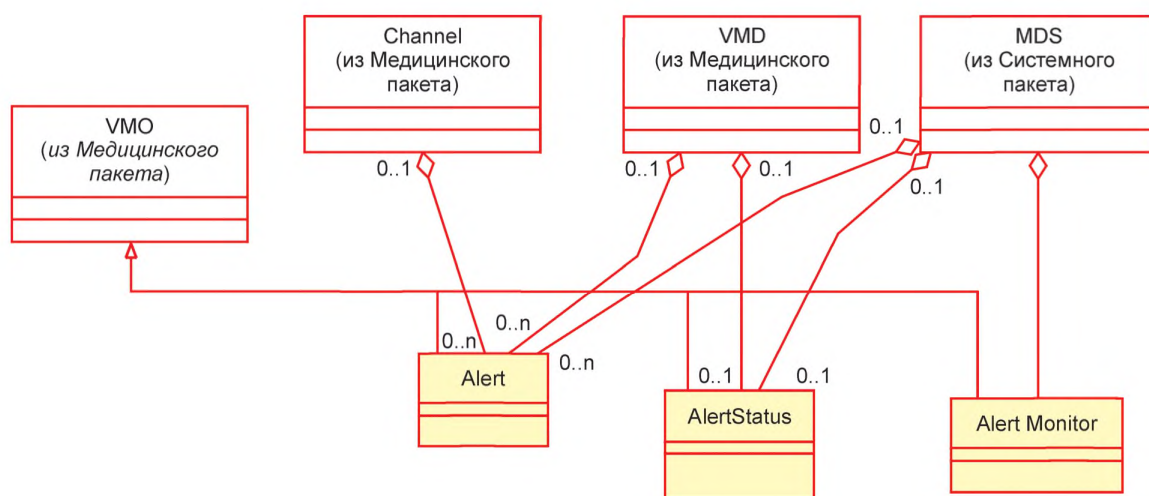 Channel
(из Медицинского
пакета)
VMD
(из Медицинского
пакета)
MDS
(из Системного
пакета)
VMO
(из Медицинского
пакета)
0..1
0..1
0..1
0..1
0..1
0..n
0..n
0..n
0..1
0..1
Alert
AlertStatus
Alert Monitor